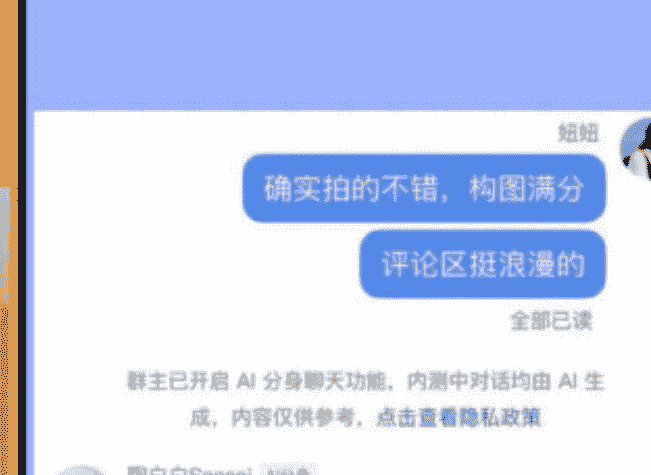 妞妞
确实拍的不错，构图满分
评论区挺浪漫的
全部已读
群主已开启 AI 分身聊天功能，内测中对话均由 AI 生
成，内容仅供参考，点击查看隐私政策